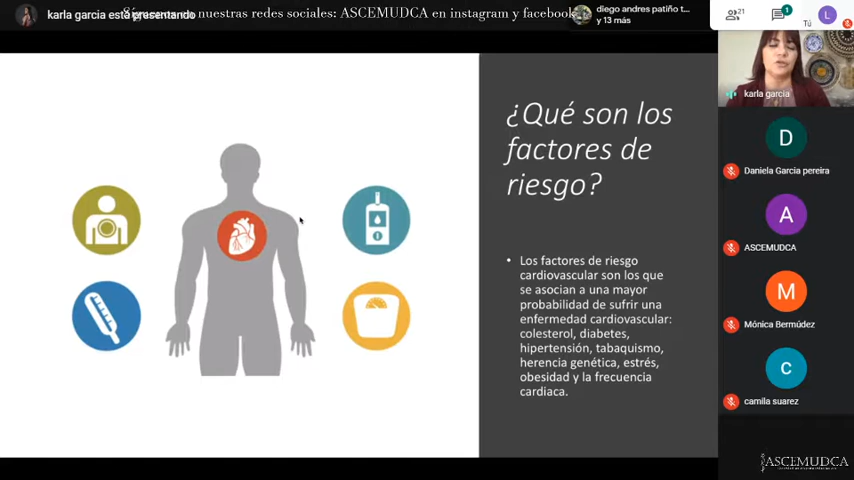 karla garcia está presentando
Síguenos en nuestras redes sociales: ASCEMUDCA en instagram y facebook
diego andres patiño t...
y 13 más
21
1
Tú
L
karla garcia
¿Qué son los
factores de
riesgo?
• Los factores de riesgo
cardiovascular son los que
se asocian a una mayor
probabilidad de sufrir una
enfermedad cardiovascular:
colesterol, diabetes,
hipertensión, tabaquismo,
herencia genética, estrés,
obesidad y la frecuencia
cardiaca.
D
Daniela Garcia pereira
A
ASCEMUDCA
M
Mónica Bermúdez
c
camila suarez
ASCEMUDCA